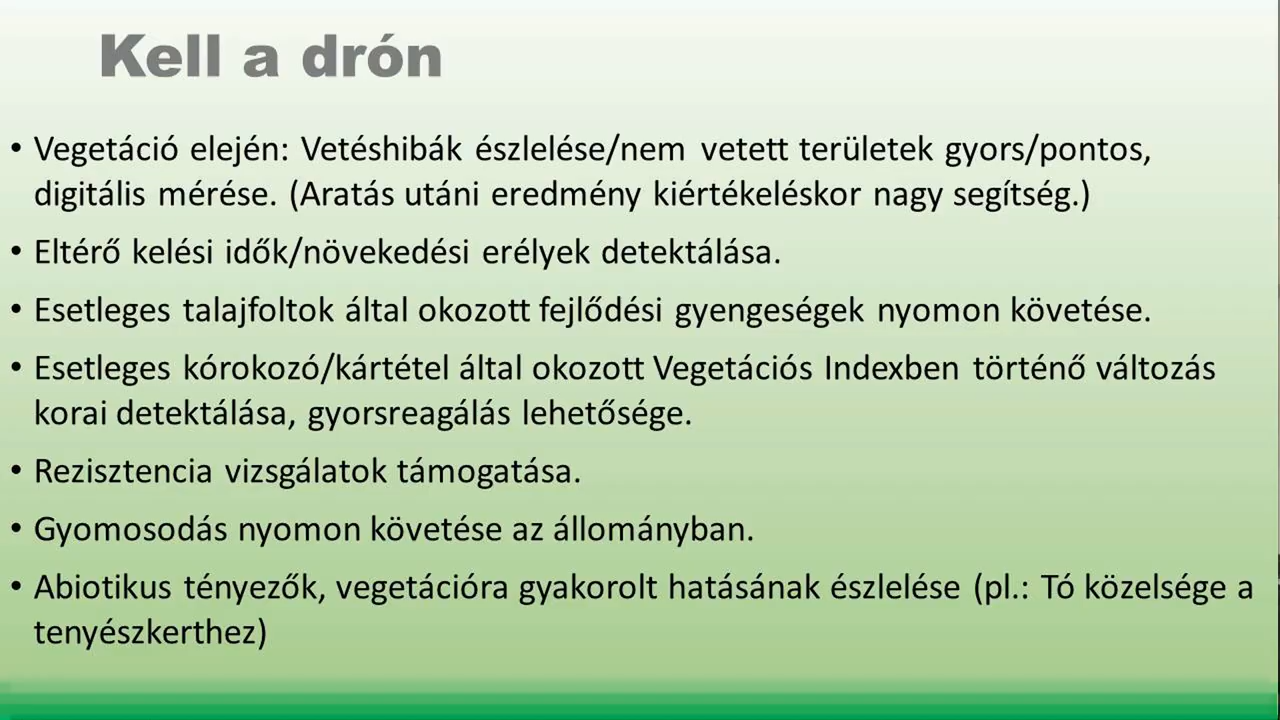 Kell a drón
• Vegetáció elején: Vetéshibák észlelése/nem vetett területek gyors/pontos,
digitális mérése. (Aratás utáni eredmény kiértékeléskor nagy segítség.)
• Eltérő kelési idők/növekedési erélyek detektálása.
• Esetleges talajfoltok által okozott fejlődési gyengeségek nyomon követése.
• Esetleges kórokozó/kártétel által okozott Vegetációs Indexben történő változás
korai detektálása, gyorsreagálás lehetősége.
• Rezisztencia vizsgálatok támogatása.
• Gyomosodás nyomon követése az állományban.
• Abiotikus tényezők, vegetációra gyakorolt hatásának észlelése (pl.: Tó közelsége a
tenyészkerthez)